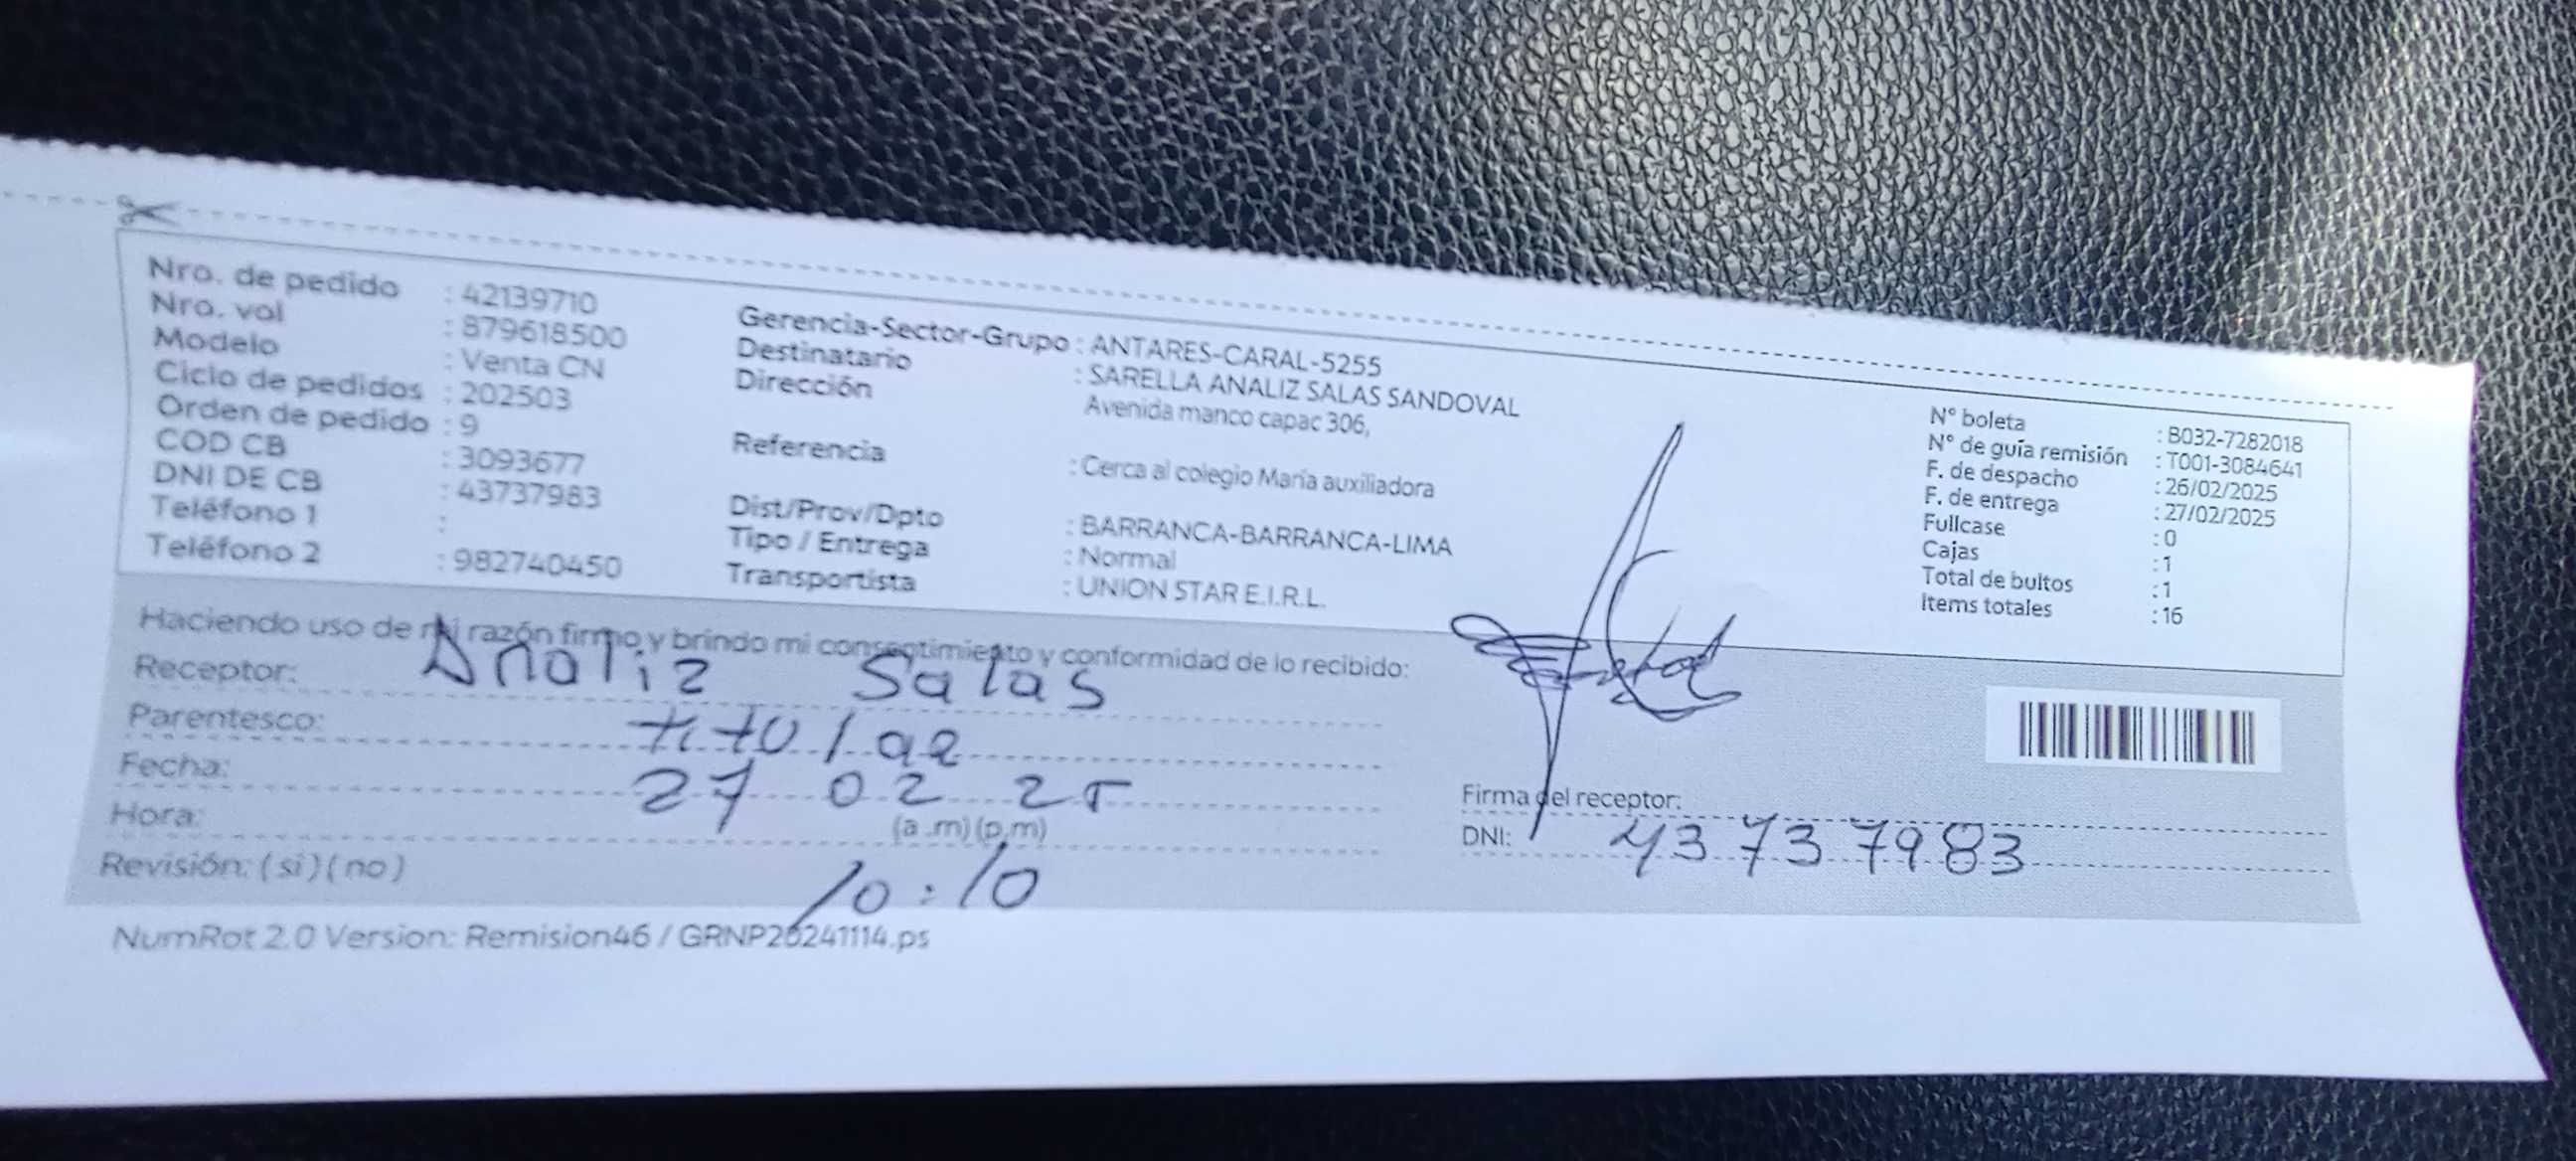 Nro. de pedido : 42139710
Nro. vol : 879618500
Modelo : Venta CN
Ciclo de pedidos : 202503
Orden de pedido : 9
COD CB : 3093677
DNI DE CB : 43737983
Teléfono 1 :
Teléfono 2 : 982740450
Gerencia-Sector-Grupo : ANTARES-CARAL-5255
Destinatario : SARELLA ANALIZ SALAS SANDOVAL
Dirección Avenida manco capac 306,
Referencia : Cerca al colegio María auxiliadora
Dist/Prov/Dpto : BARRANCA-BARRANCA-LIMA
Tipo / Entrega : Normal
Transportista : UNION STAR E.I.R.L.
N° boleta : B032-7282018
N° de guía remisión : T001-3084641
F. de despacho : 26/02/2025
F. de entrega : 27/02/2025
Fullcase : 0
Cajas : 1
Total de bultos : 1
Items totales : 16
Haciendo uso de mi razón firmo y brindo mi consentimiento y conformidad de lo recibido:
Receptor: Analiz Salas
Parentesco: titular
Fecha: 27 02 25
Hora: (a.m) (p.m)
10:10
Revisión: (si) (no)
Firma del receptor:
DNI: 43737983
NumRot 2.0 Version: Remision46 / GRNP20241114.ps